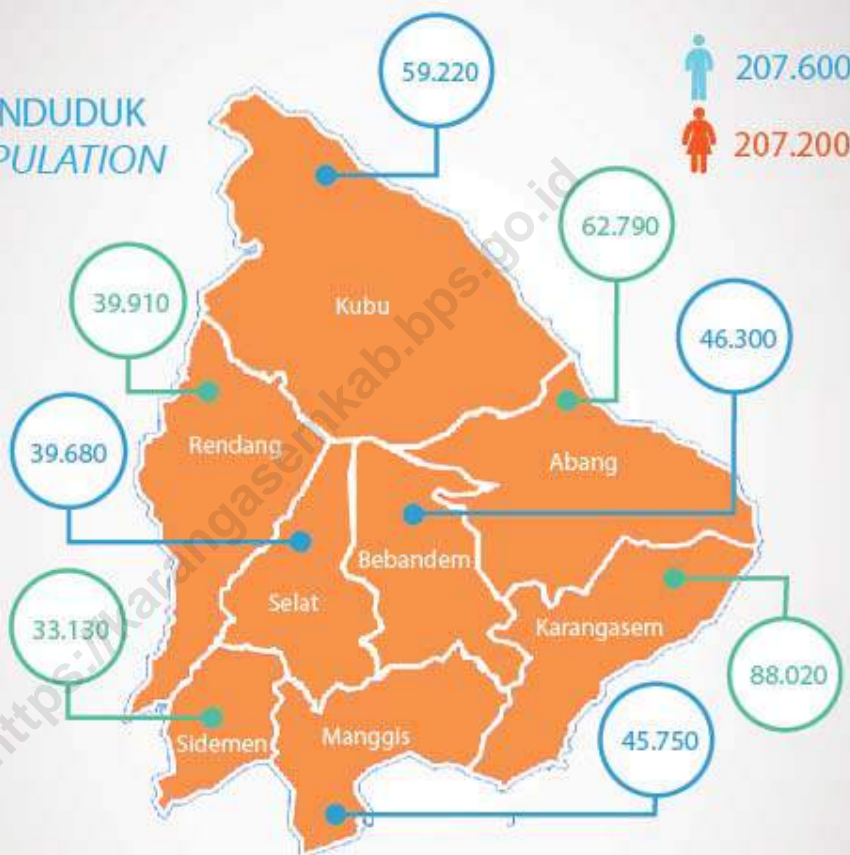 NDUDUK
PULATION
59.220
207.600
207.200
62.790
39.910
46.300
Kubu
39.680
Rendang
Abang
Bebandem
Selat
33.130
Karangasem
88.020
Sidemen
Manggis
45.750
https://karangasemkab.bps.go.id